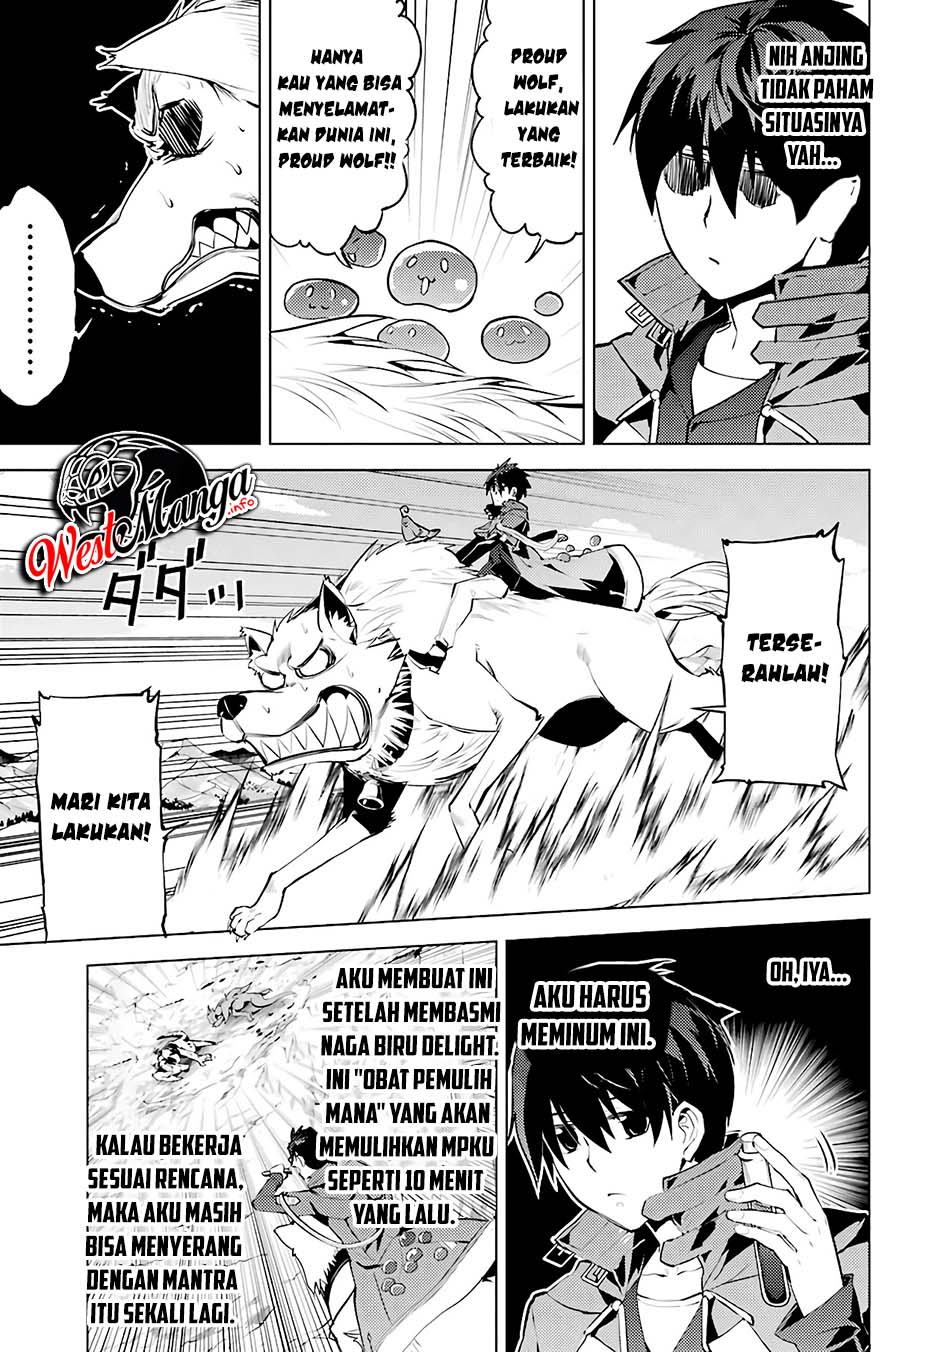 NIH ANJING
TIDAK PAHAM
SITUASINYA
YAH...
PROUD
WOLF,
LAKUKAN
YANG
TERBAIK!
HANYA
KAU YANG BISA
MENYELAMAT-
KAN DUNIA INI,
PROUD WOLF!!
..........
TERSE-
RAHLAH!
WestManga
.info
ダダッ
MARI KITA
LAKUKAN!
OH, IYA...
AKU HARUS
MEMINUM INI.
AKU MEMBUAT INI
SETELAH MEMBASMI
NAGA BIRU DELIGHT.
INI "OBAT PEMULIH
MANA" YANG AKAN
MEMULIHKAN MPKU
SEPERTI 10 MENIT
YANG LALU.
KALAU BEKERJA
SESUAI RENCANA,
MAKA AKU MASIH
BISA MENYERANG
DENGAN MANTRA
ITU SEKALI LAGI.